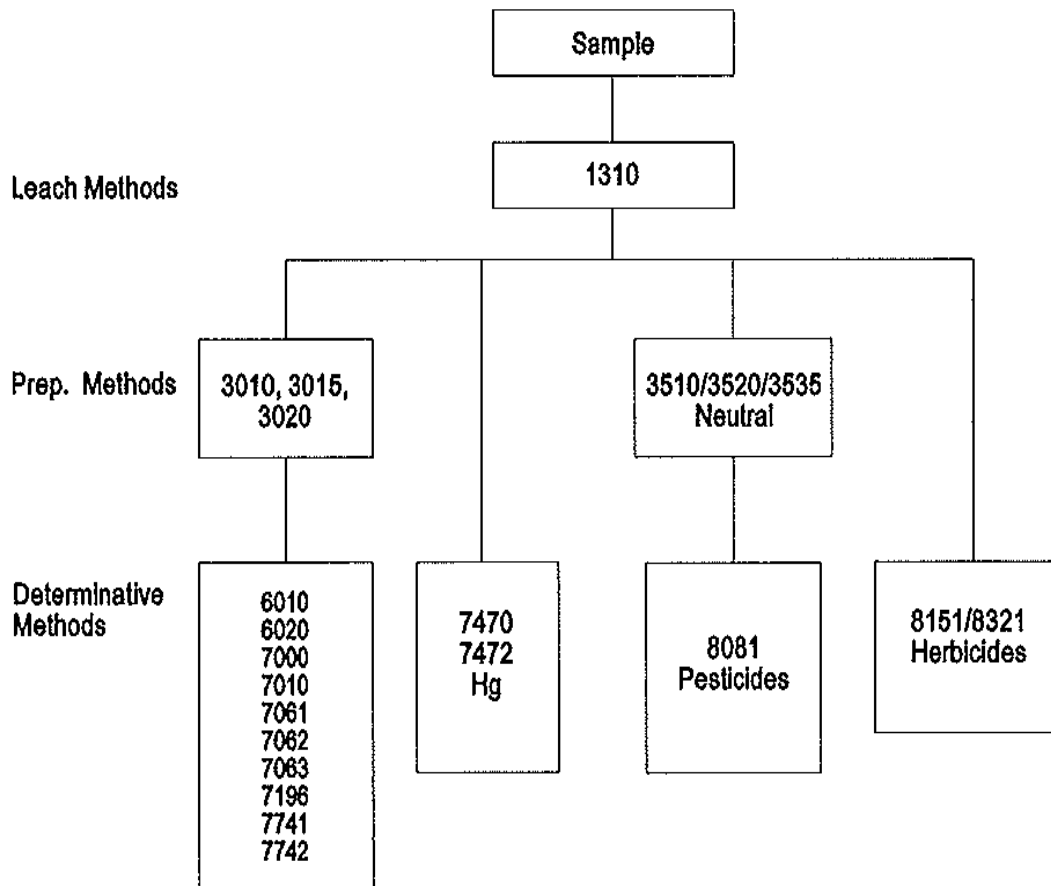 Sample
Leach Methods
1310
Prep. Methods
3010, 3015,
3020
3510/3520/3535
Neutral
Determinative
Methods
6010
6020
7000
7010
7061
7062
7063
7196
7741
7742
7470
7472
Hg
8081
Pesticides
8151/8321
Herbicides